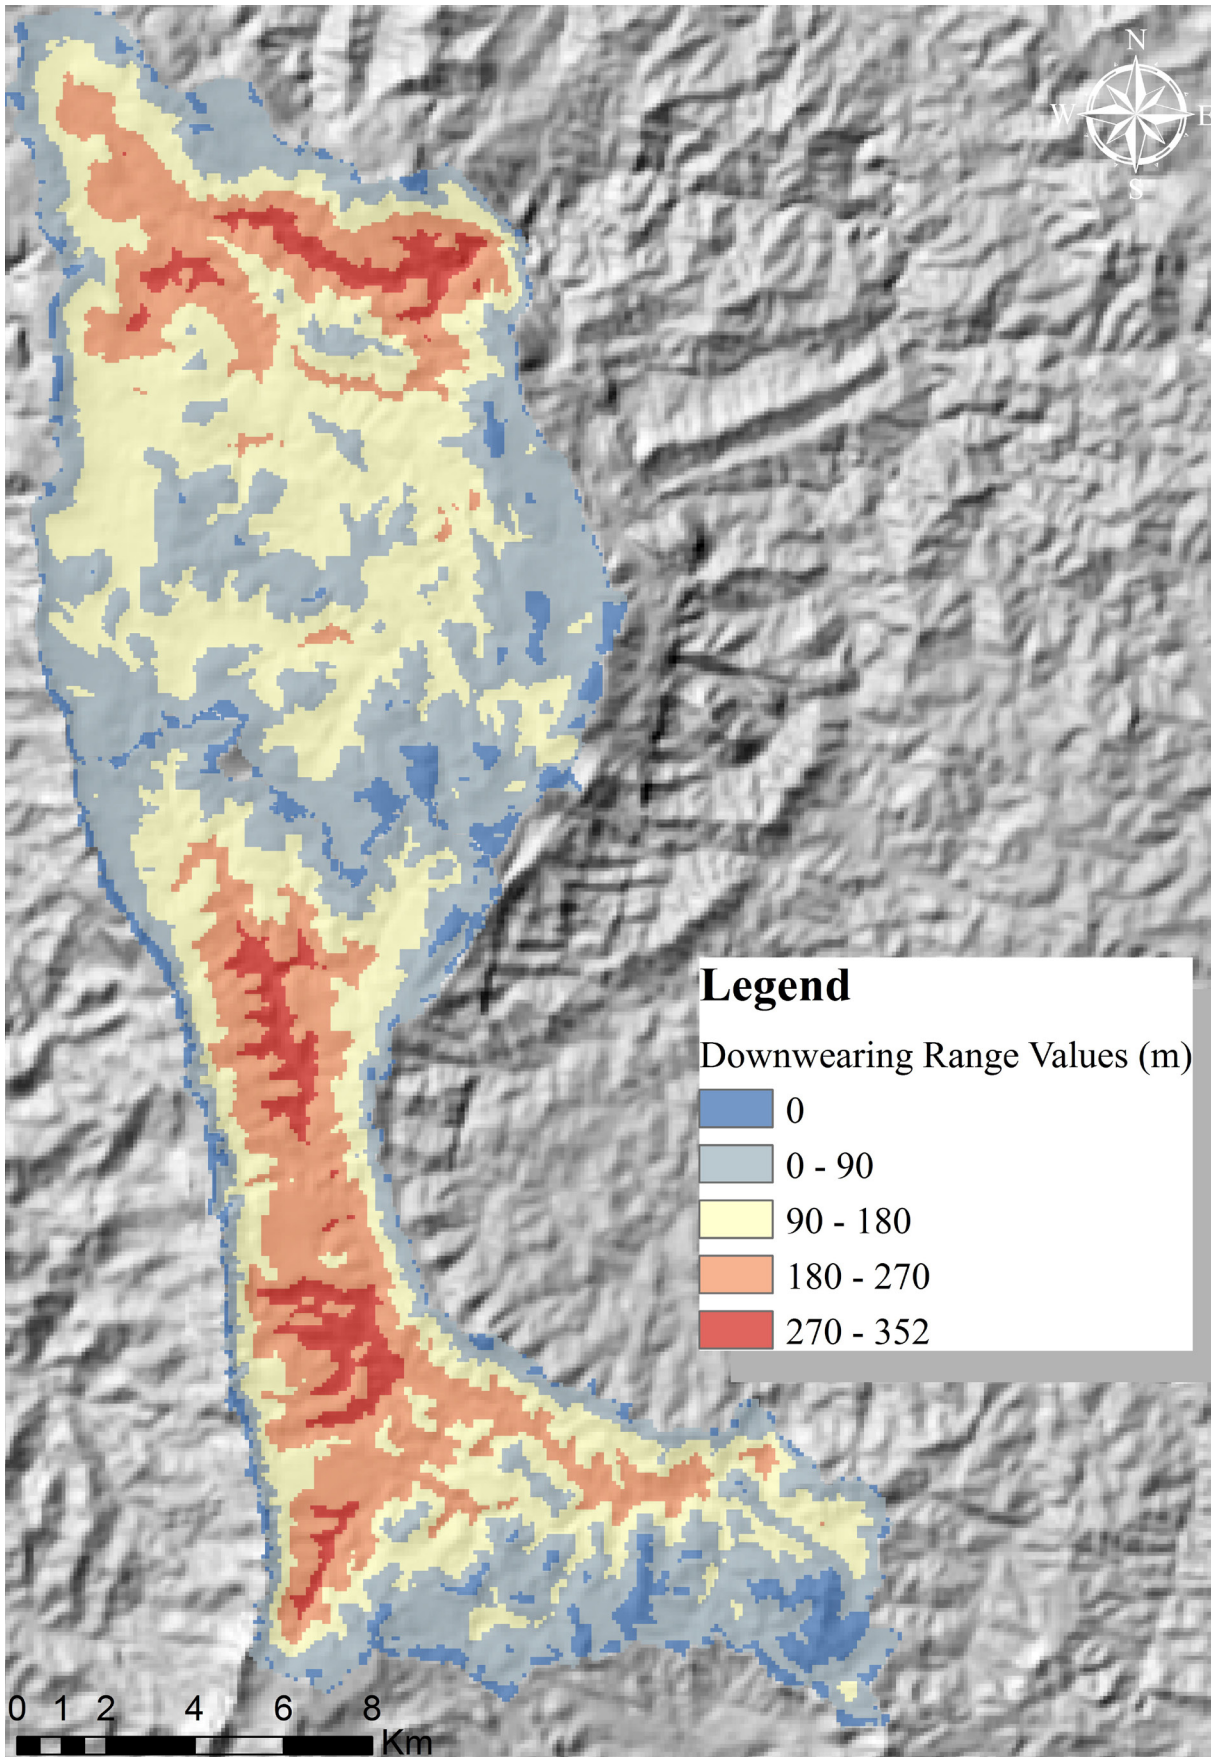 N
W E
S
Legend
Downwearing Range Values (m)
0
0 - 90
90 - 180
180 - 270
270 - 352
0 1 2 4 6 8
Km